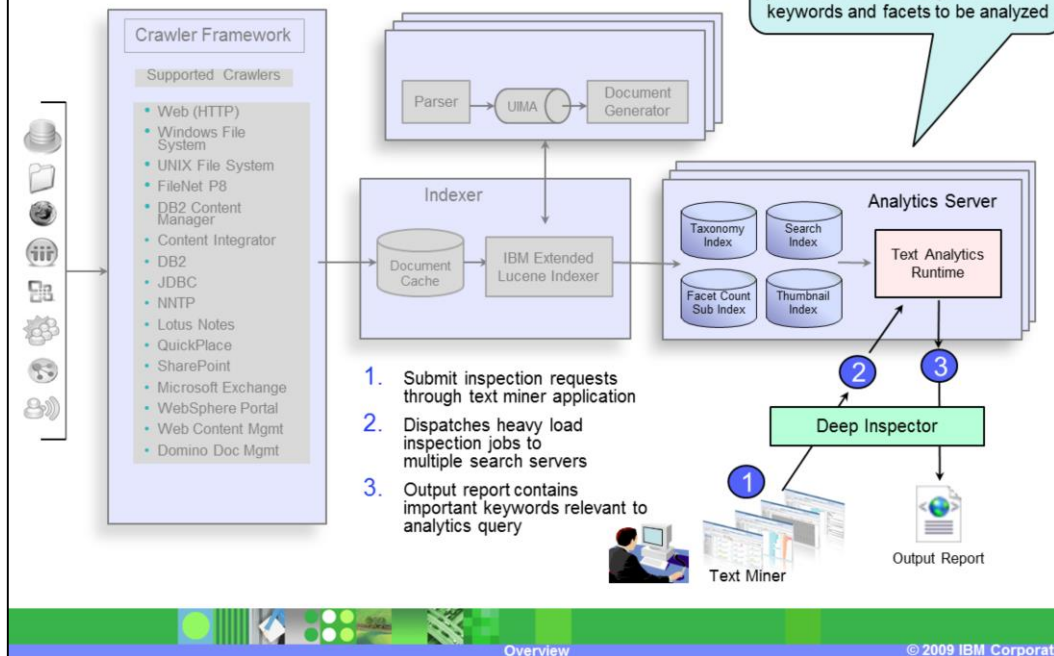 keywords and facets to be analyzed
Crawler Framework
Supported Crawlers
• Web (HTTP)
• Windows File
System
• UNIX File System
• FileNet P8
• DB2 Content
Manager
• Content Integrator
• DB2
• JDBC
• NNTP
• Lotus Notes
• QuickPlace
• SharePoint
• Microsoft Exchange
• WebSphere Portal
• Web Content Mgmt
• Domino Doc Mgmt
Parser
UIMA
Document
Generator
Indexer
Document
Cache
IBM Extended
Lucene Indexer
Analytics Server
Taxonomy
Index
Search
Index
Facet Count
Sub Index
Thumbnail
Index
Text Analytics
Runtime
1. Submit inspection requests
through text miner application
2. Dispatches heavy load
inspection jobs to
multiple search servers
3. Output report contains
important keywords relevant to
analytics query
2
3
Deep Inspector
1
Text Miner
Output Report
Overview
© 2009 IBM Corporat